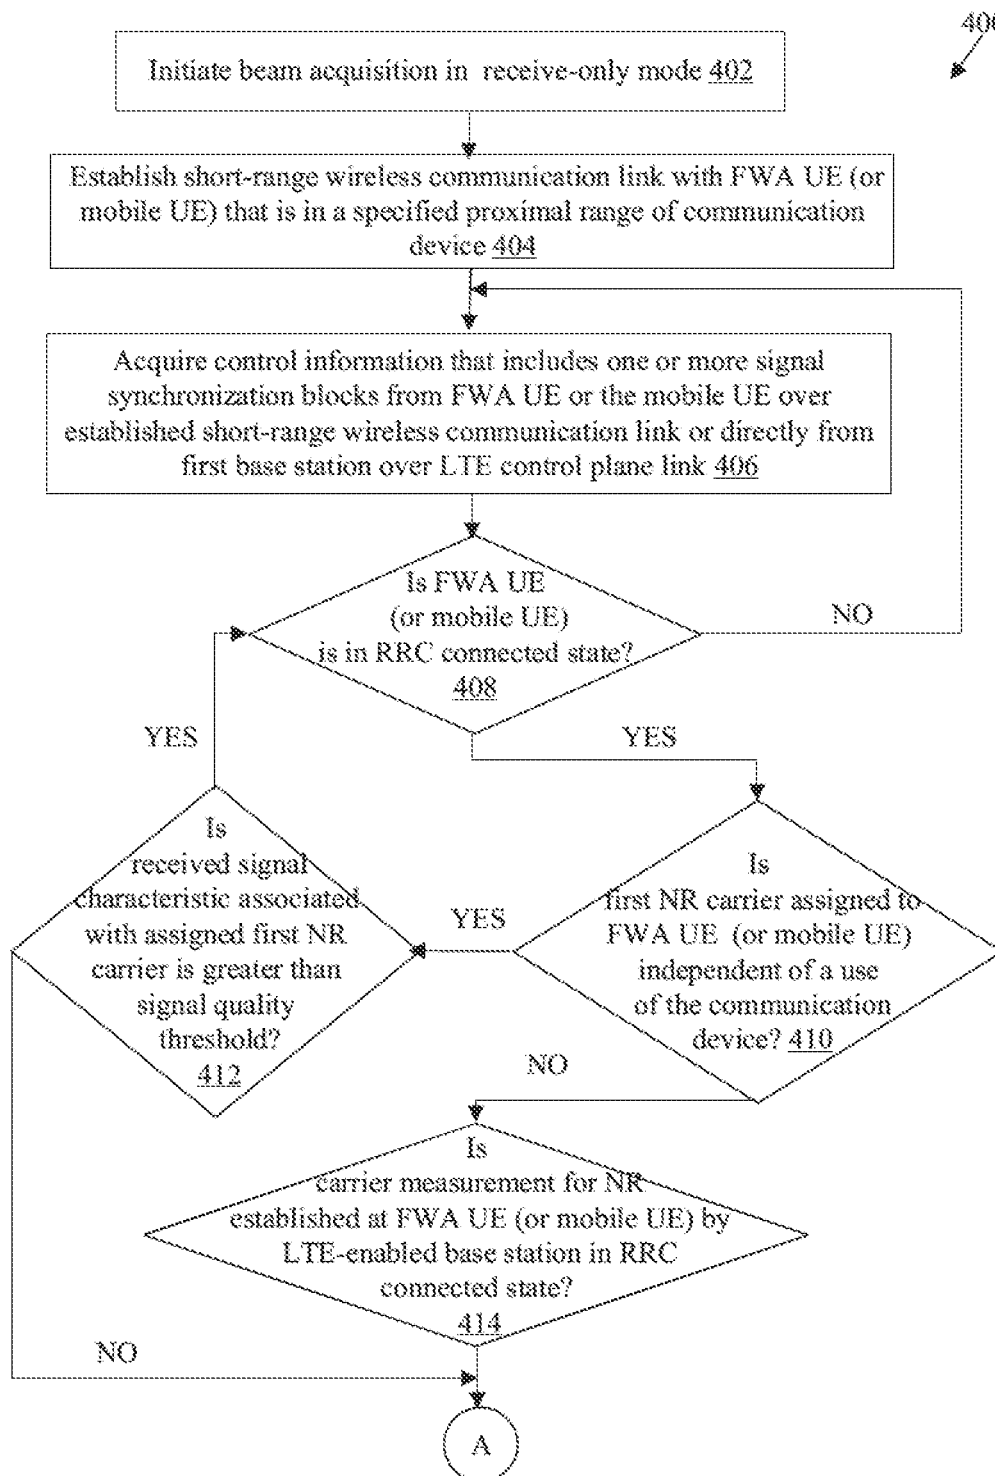 400
Initiate beam acquisition in receive-only mode 402
Establish short-range wireless communication link with FWA UE (or
mobile UE) that is in a specified proximal range of communication
device 404
Acquire control information that includes one or more signal
synchronization blocks from FWA UE or the mobile UE over
established short-range wireless communication link or directly from
first base station over LTE control plane link 406
Is FWA UE
(or mobile UE)
is in RRC connected state?
408
NO
YES
YES
Is
received signal
characteristic associated
with assigned first NR
carrier is greater than
signal quality
threshold?
412
YES
Is
first NR carrier assigned to
FWA UE (or mobile UE)
independent of a use
of the communication
device? 410
NO
Is
carrier measurement for NR
established at FWA UE (or mobile UE) by
LTE-enabled base station in RRC
connected state?
414
NO
A